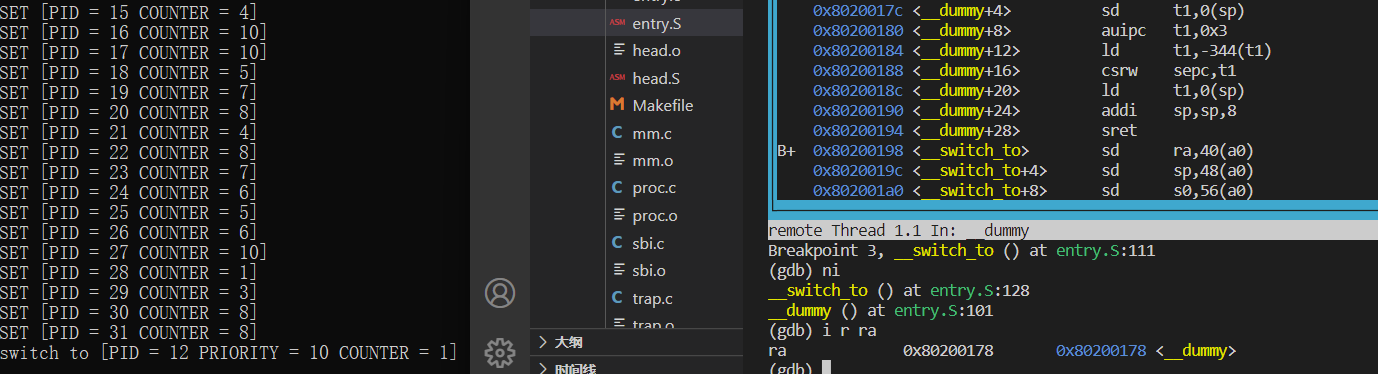 SET [PID = 15 COUNTER = 4]
SET [PID = 16 COUNTER = 10]
SET [PID = 17 COUNTER = 10]
SET [PID = 18 COUNTER = 5]
SET [PID = 19 COUNTER = 7]
SET [PID = 20 COUNTER = 8]
SET [PID = 21 COUNTER = 4]
SET [PID = 22 COUNTER = 8]
SET [PID = 23 COUNTER = 7]
SET [PID = 24 COUNTER = 6]
SET [PID = 25 COUNTER = 5]
SET [PID = 26 COUNTER = 6]
SET [PID = 27 COUNTER = 10]
SET [PID = 28 COUNTER = 1]
SET [PID = 29 COUNTER = 3]
SET [PID = 30 COUNTER = 8]
SET [PID = 31 COUNTER = 8]
switch to [PID = 12 PRIORITY = 10 COUNTER = 1]
ASM entry.S
head.o
ASM head.S
Makefile
C mm.c
mm.o
C proc.c
proc.o
C sbi.c
sbi.o
C trap.c
trap.o
大纲
时间线
0x8020017c <__dummy+4> sd t1,0(sp)
0x80200180 <__dummy+8> auipc t1,0x3
0x80200184 <__dummy+12> ld t1,-344(t1)
0x80200188 <__dummy+16> csrw sepc,t1
0x8020018c <__dummy+20> ld t1,0(sp)
0x80200190 <__dummy+24> addi sp,sp,8
0x80200194 <__dummy+28> sret
B+ 0x80200198 <__switch_to> sd ra,40(a0)
0x8020019c <__switch_to+4> sd sp,48(a0)
0x802001a0 <__switch_to+8> sd s0,56(a0)
remote Thread 1.1 In: __dummy
Breakpoint 3, __switch_to () at entry.S:111
(gdb) ni
__switch_to () at entry.S:128
__dummy () at entry.S:101
(gdb) i r ra
ra 0x80200178 0x80200178 <__dummy>
(gdb)